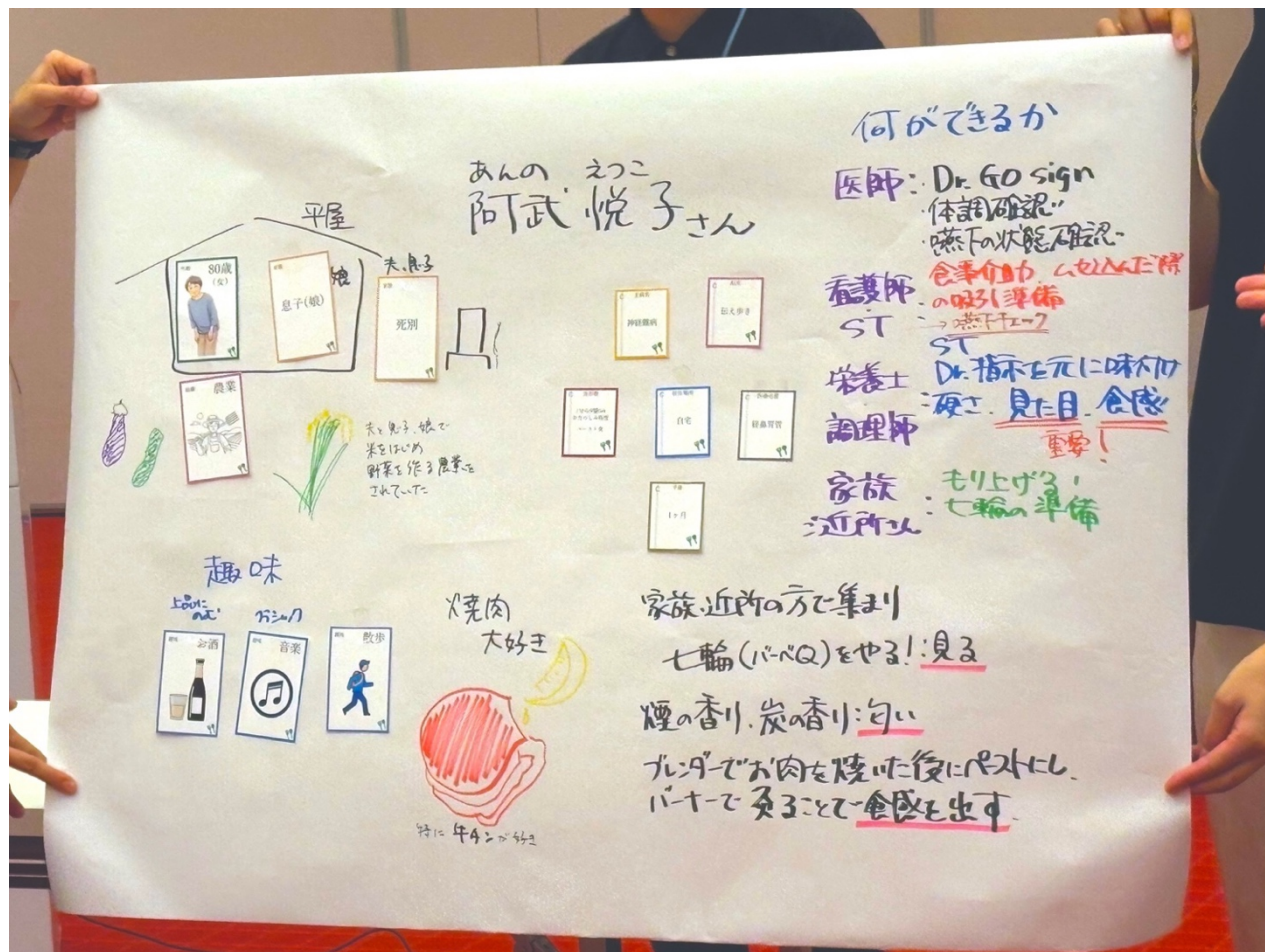 あんの えつこ
阿武 悦子さん
平屋
80歳
(女)
息子(娘)
娘
夫、息子
死別
農業
夫と息子、娘で
米をはじめ
野菜を作る農業を
されていた
神経難病
伝え歩き
自宅
経鼻胃管
1ヶ月
趣味
上品に
のむ
お酒
音楽
散歩
焼肉
大好き
特に 牛タンが好き
何ができるか
医師: Dr. GO sign
・体調確認
・嚥下の状態確認
看護師 食事介助、ムセ込んだ際
の吸引準備
ST →嚥下チェック
ST
栄養士 Dr.指示を元に味付け
調理師 :硬さ、見た目、食感
重要!
家族 もり上げる!
:近所さん :七輪の準備
家族、近所の方で集まり
七輪(バーベQ)をやる!:見る
煙の香り、炭の香り:匂い
ブレンダーでお肉を焼いた後にペストにし、
バーナーで炙ることで食感を出す